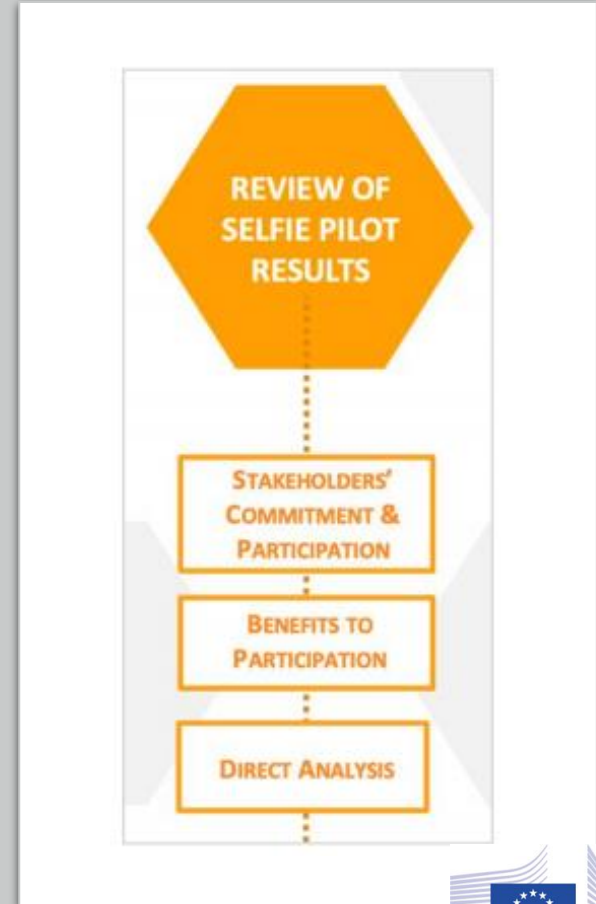 REVIEW OF
SELFIE PILOT
RESULTS
STAKEHOLDERS'
COMMITMENT &
PARTICIPATION
BENEFITS TO
PARTICIPATION
DIRECT ANALYSIS